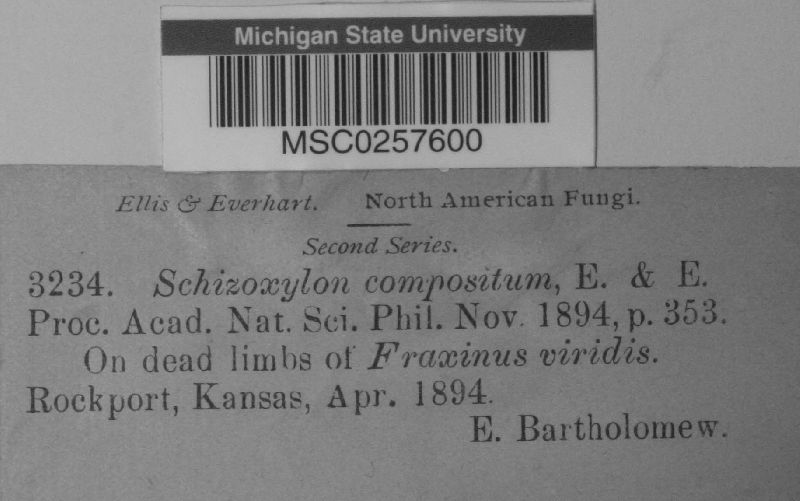 Michigan State University
MSC0257600
Ellis & Everhart. North American Fungi.
Second Series.
3234. Schizoxylon compositum, E. & E.
Proc. Acad. Nat. Sci. Phil. Nov. 1894, p. 353.
On dead limbs of Fraxinus viridis.
Rockport, Kansas, Apr. 1894.
E. Bartholomew.